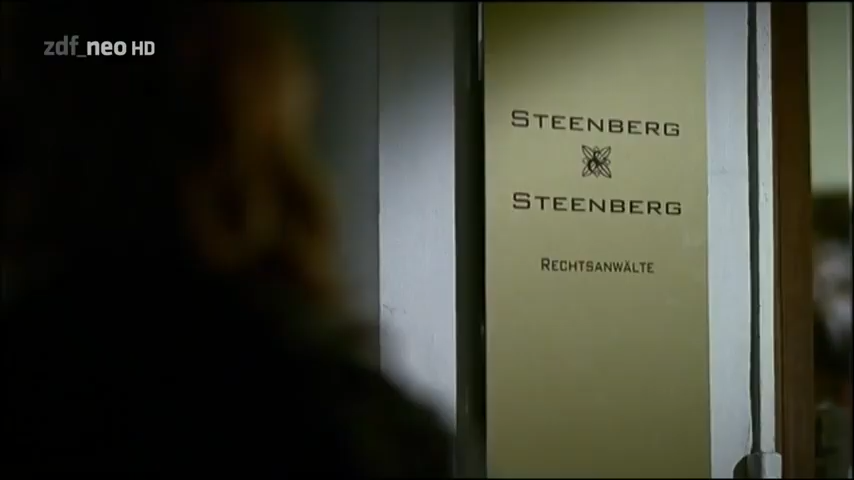 zdf_neo HD
STEENBERG
&
STEENBERG
RECHTSANWÄLTE